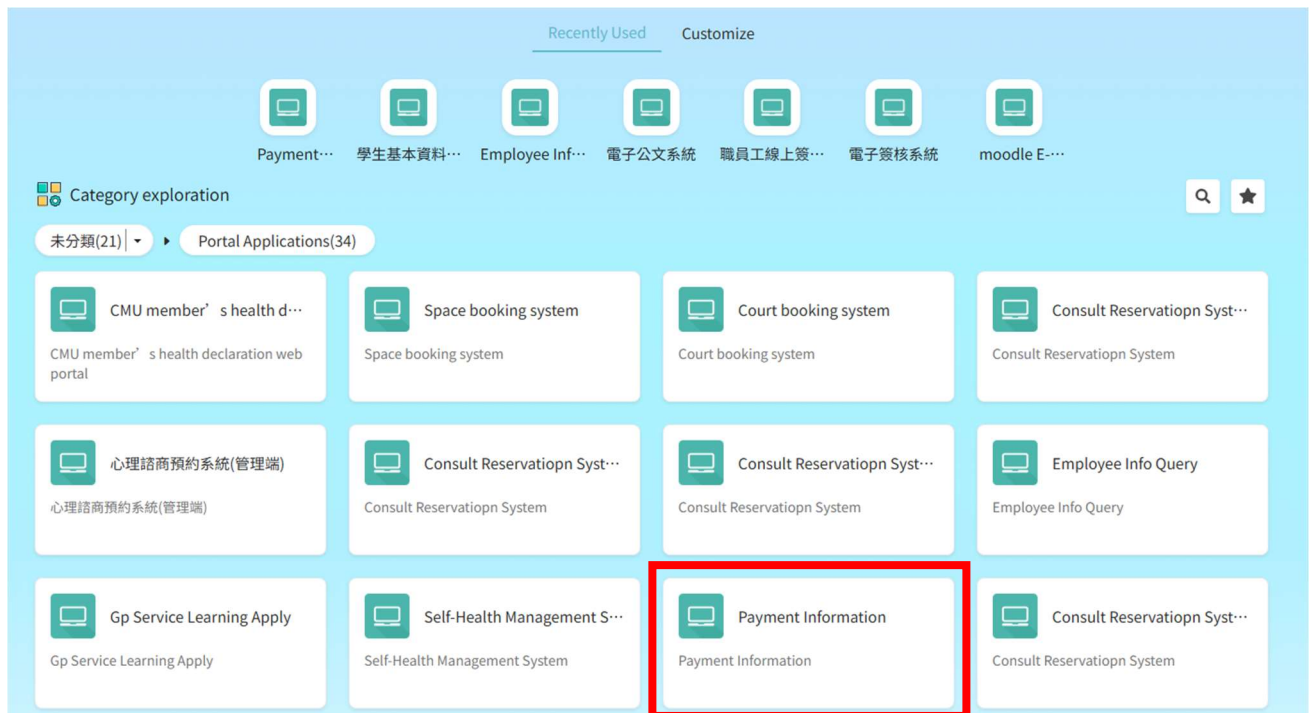 Recently Used Customize
Payment… 學生基本資料… Employee Inf… 電子公文系統 職員工線上簽… 電子簽核系統 moodle E-…
Category exploration
未分類(21) Portal Applications(34)
CMU member’s health d…
CMU member’s health declaration web
portal
Space booking system
Space booking system
Court booking system
Court booking system
Consult Reservatiopn Syst…
Consult Reservatiopn System
心理諮商預約系統(管理端)
心理諮商預約系統(管理端)
Consult Reservatiopn Syst…
Consult Reservatiopn System
Consult Reservatiopn Syst…
Consult Reservatiopn System
Employee Info Query
Employee Info Query
Gp Service Learning Apply
Gp Service Learning Apply
Self-Health Management S…
Self-Health Management System
Payment Information
Payment Information
Consult Reservatiopn Syst…
Consult Reservatiopn System